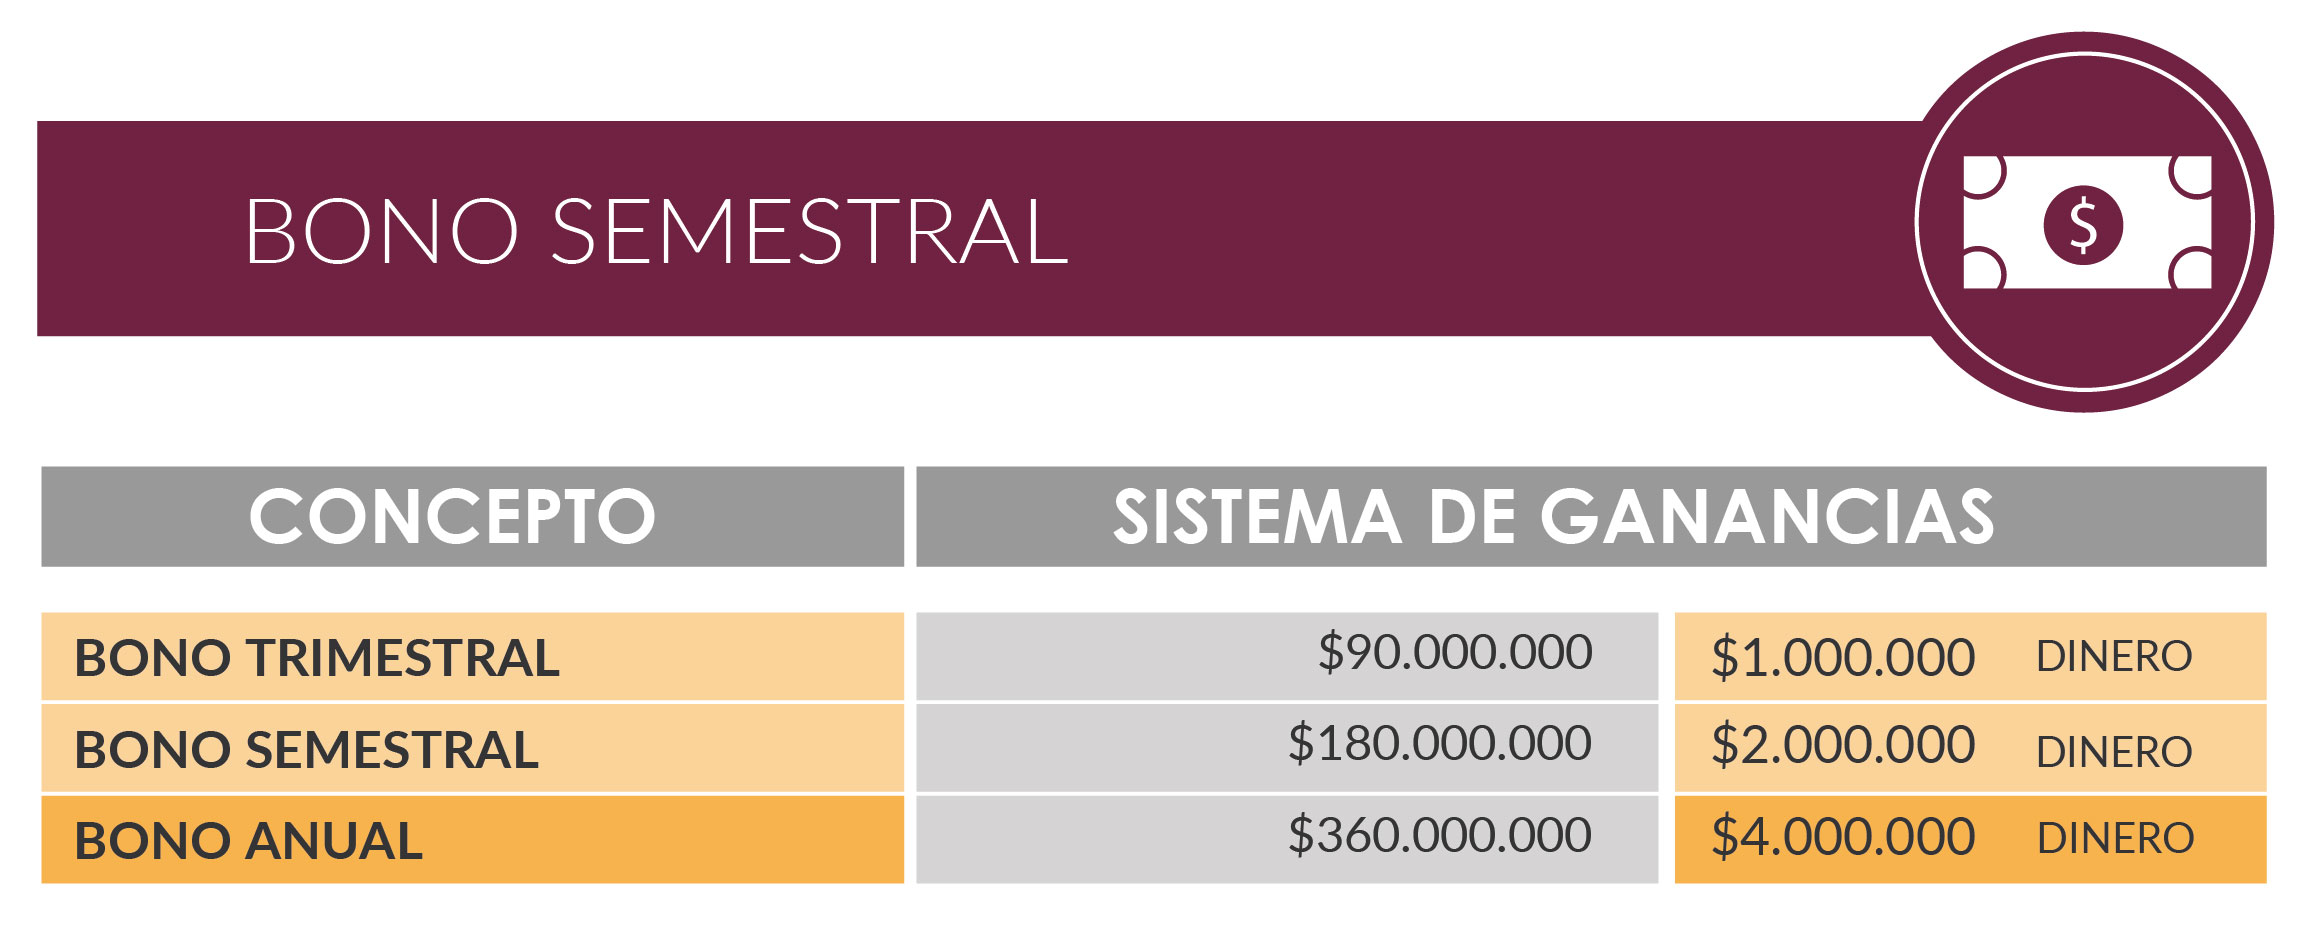 BONO SEMESTRAL
$
CONCEPTO SISTEMA DE GANANCIAS
BONO TRIMESTRAL $90.000.000 $1.000.000 DINERO
BONO SEMESTRAL $180.000.000 $2.000.000 DINERO
BONO ANUAL $360.000.000 $4.000.000 DINERO